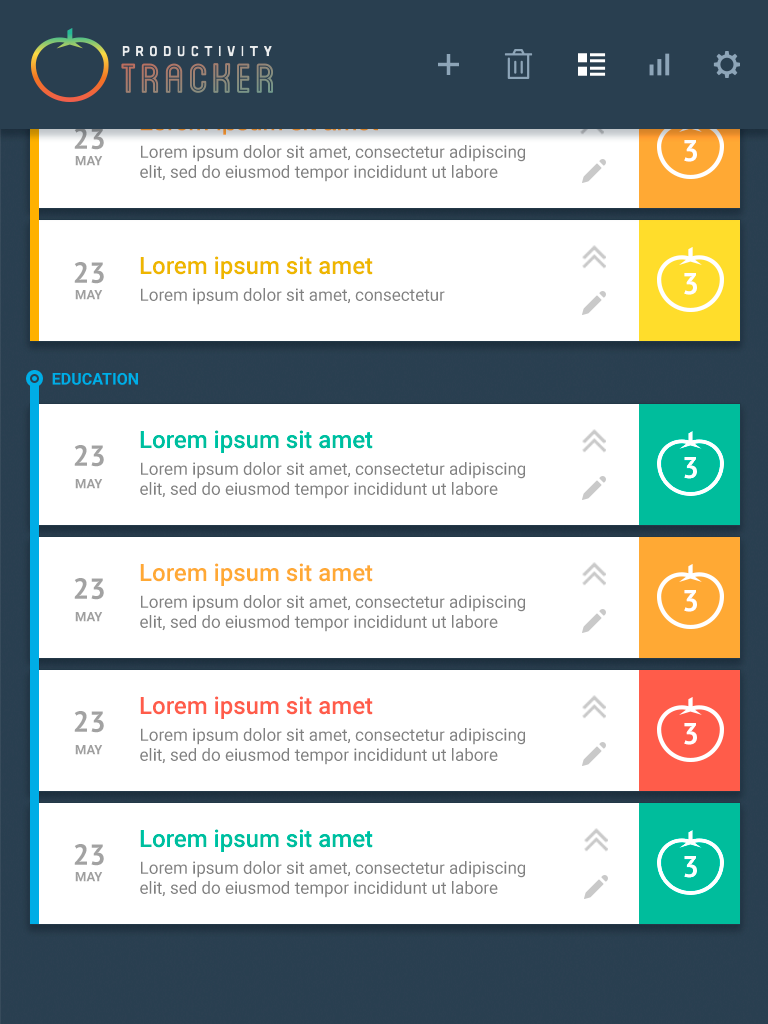 PRODUCTIVITY
TRACKER
Lorem ipsum sit amet
23
MAY
Lorem ipsum dolor sit amet, consectetur adipiscing
elit, sed do eiusmod tempor incididunt ut labore
3
23
MAY
Lorem ipsum sit amet
Lorem ipsum dolor sit amet, consectetur
3
EDUCATION
23
MAY
Lorem ipsum sit amet
Lorem ipsum dolor sit amet, consectetur adipiscing
elit, sed do eiusmod tempor incididunt ut labore
3
23
MAY
Lorem ipsum sit amet
Lorem ipsum dolor sit amet, consectetur adipiscing
elit, sed do eiusmod tempor incididunt ut labore
3
23
MAY
Lorem ipsum sit amet
Lorem ipsum dolor sit amet, consectetur adipiscing
elit, sed do eiusmod tempor incididunt ut labore
3
23
MAY
Lorem ipsum sit amet
Lorem ipsum dolor sit amet, consectetur adipiscing
elit, sed do eiusmod tempor incididunt ut labore
3